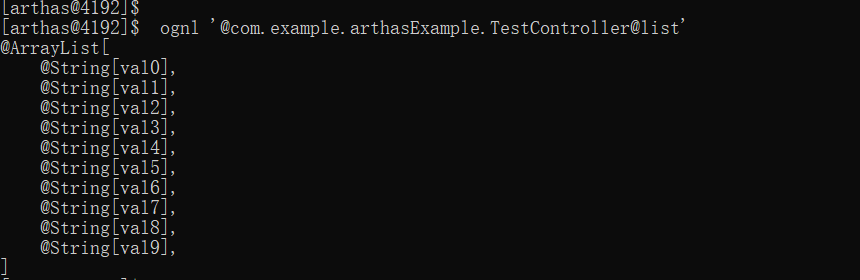 [arthas@4192]$
[arthas@4192]$ ognl '@com.example.arthasExample.TestController@list'
@ArrayList[
    @String[val0],
    @String[val1],
    @String[val2],
    @String[val3],
    @String[val4],
    @String[val5],
    @String[val6],
    @String[val7],
    @String[val8],
    @String[val9],
]